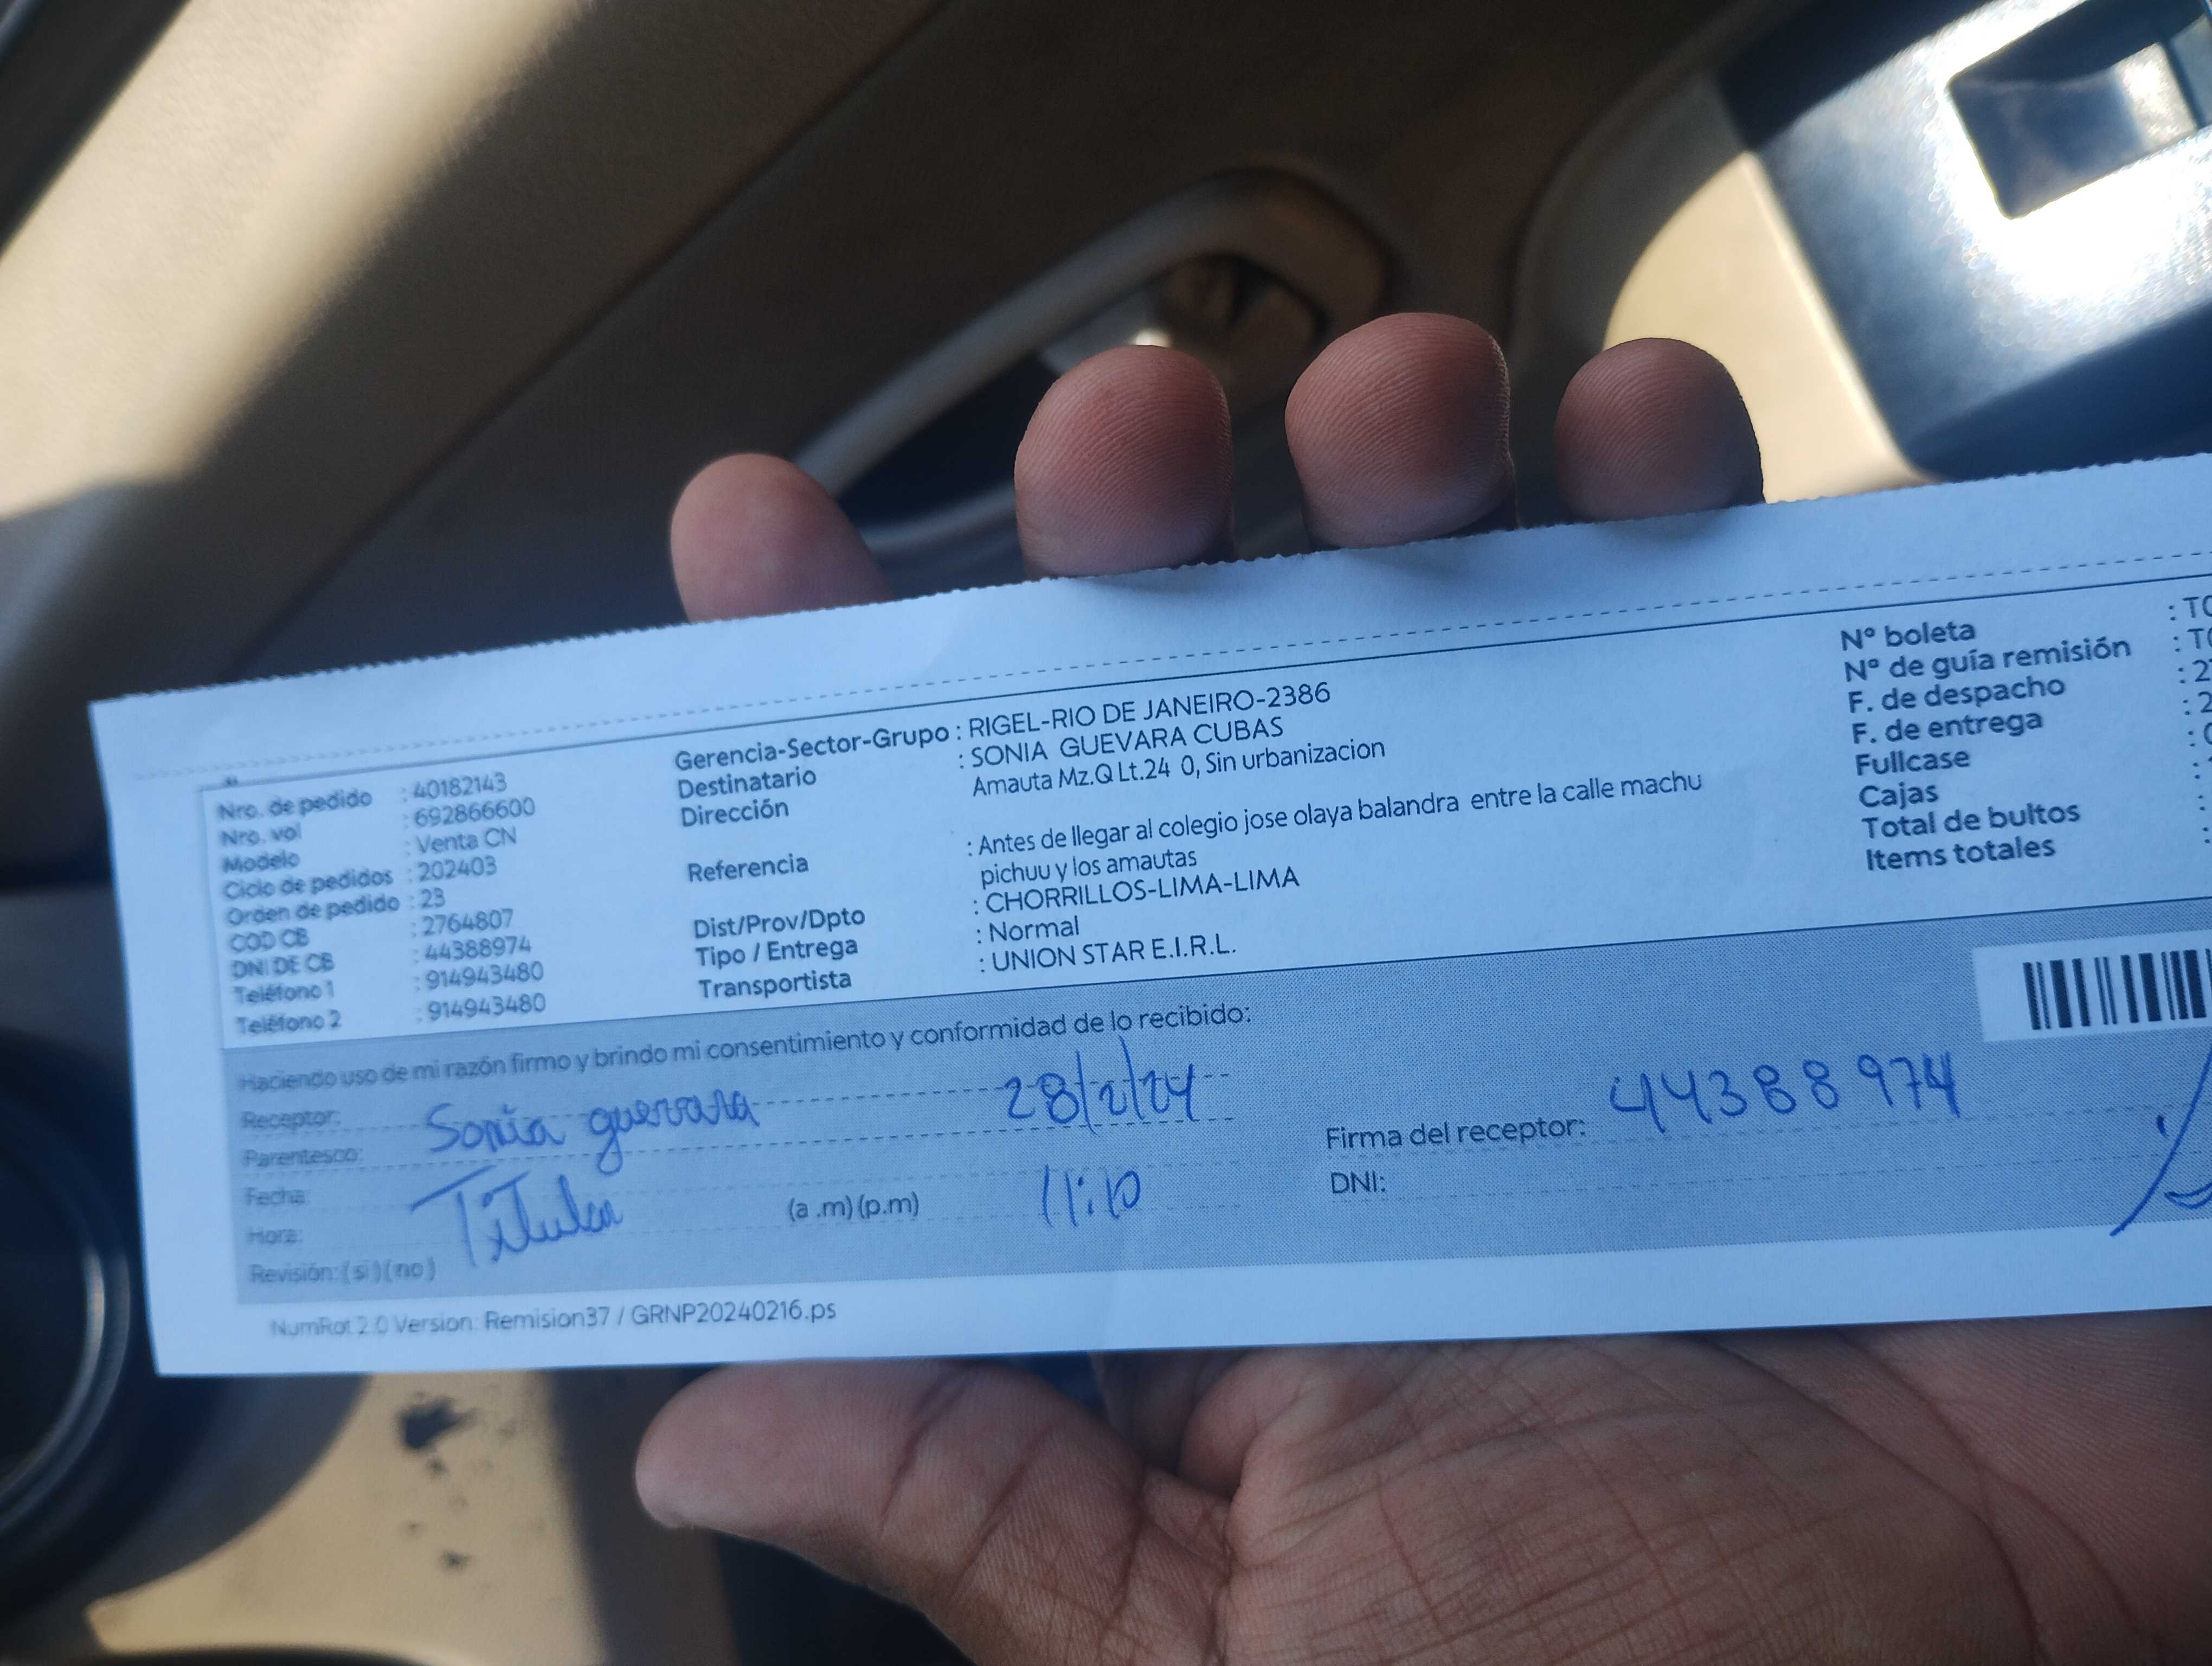 Nro. de pedido : 40182143
Nro. vol : 692866600
Modelo : Venta CN
Ciclo de pedidos : 202403
Orden de pedido : 23
COD CB : 2764807
DNI DE CB : 44388974
Teléfono 1 : 914943480
Teléfono 2 : 914943480
Gerencia-Sector-Grupo : RIGEL-RIO DE JANEIRO-2386
Destinatario : SONIA GUEVARA CUBAS
Dirección Amauta Mz.Q Lt.24 0, Sin urbanizacion
Referencia : Antes de llegar al colegio jose olaya balandra entre la calle machu
pichuu y los amautas
Dist/Prov/Dpto : CHORRILLOS-LIMA-LIMA
Tipo / Entrega : Normal
Transportista : UNION STAR E.I.R.L.
Nº boleta :
Nº de guía remisión :
F. de despacho :
F. de entrega :
Fullcase :
Cajas :
Total de bultos :
Items totales :
Haciendo uso de mi razón firmo y brindo mi consentimiento y conformidad de lo recibido:
Receptor: Sonia guevara 28/2/24
Parentesco:
Fecha: Titular
Hora: (a .m) (p.m) 11:10
Revisión: ( si ) ( no )
Firma del receptor: 44388974
DNI:
NumRot 2.0 Version: Remision37 / GRNP20240216.ps